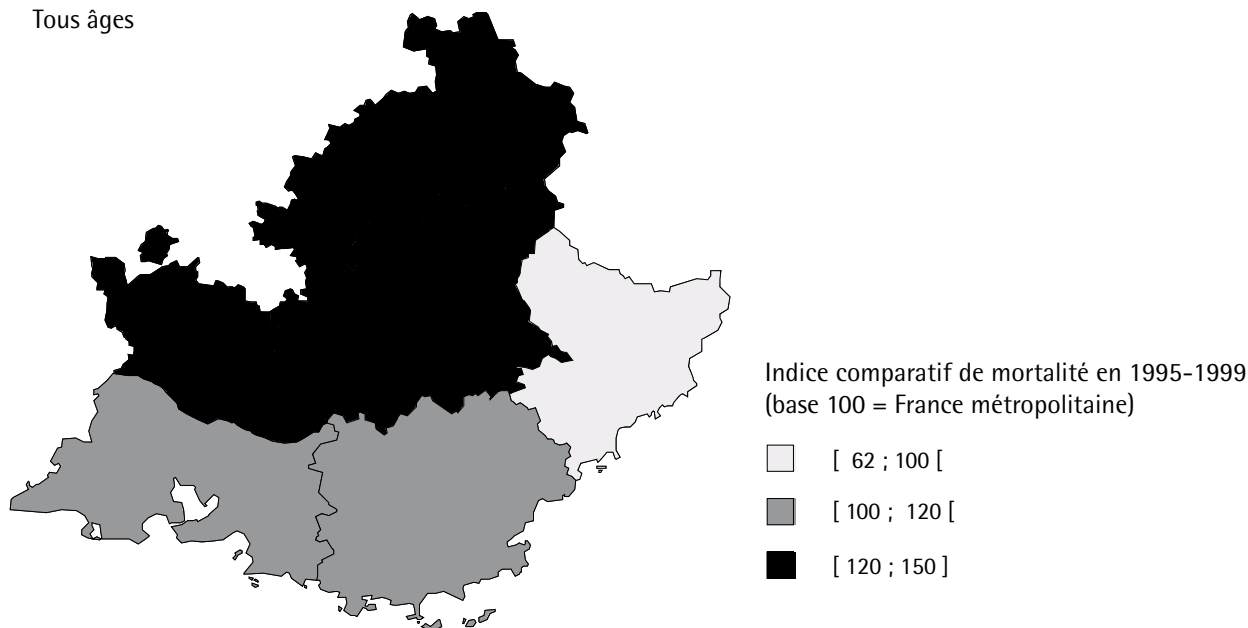 Tous âges
Indice comparatif de mortalité en 1995-1999
(base 100 = France métropolitaine)
[ 62 ; 100 [
[ 100 ; 120 [
[ 120 ; 150 ]